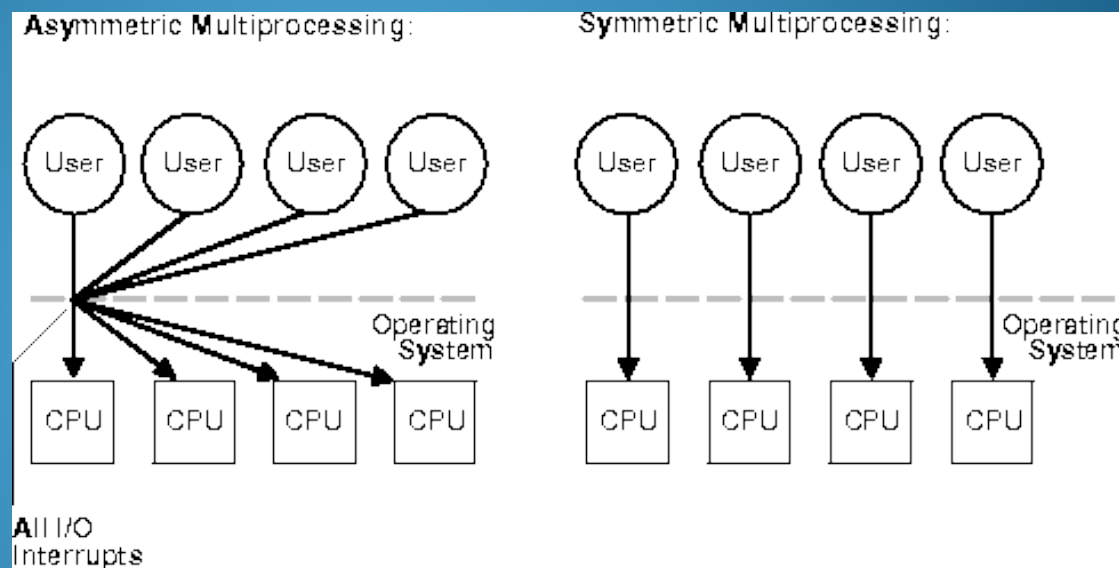 Asymmetric Multiprocessing:
User User User User
Operating
System
CPU CPU CPU CPU
All I/O
Interrupts
Symmetric Multiprocessing:
User User User User
Operating
System
CPU CPU CPU CPU